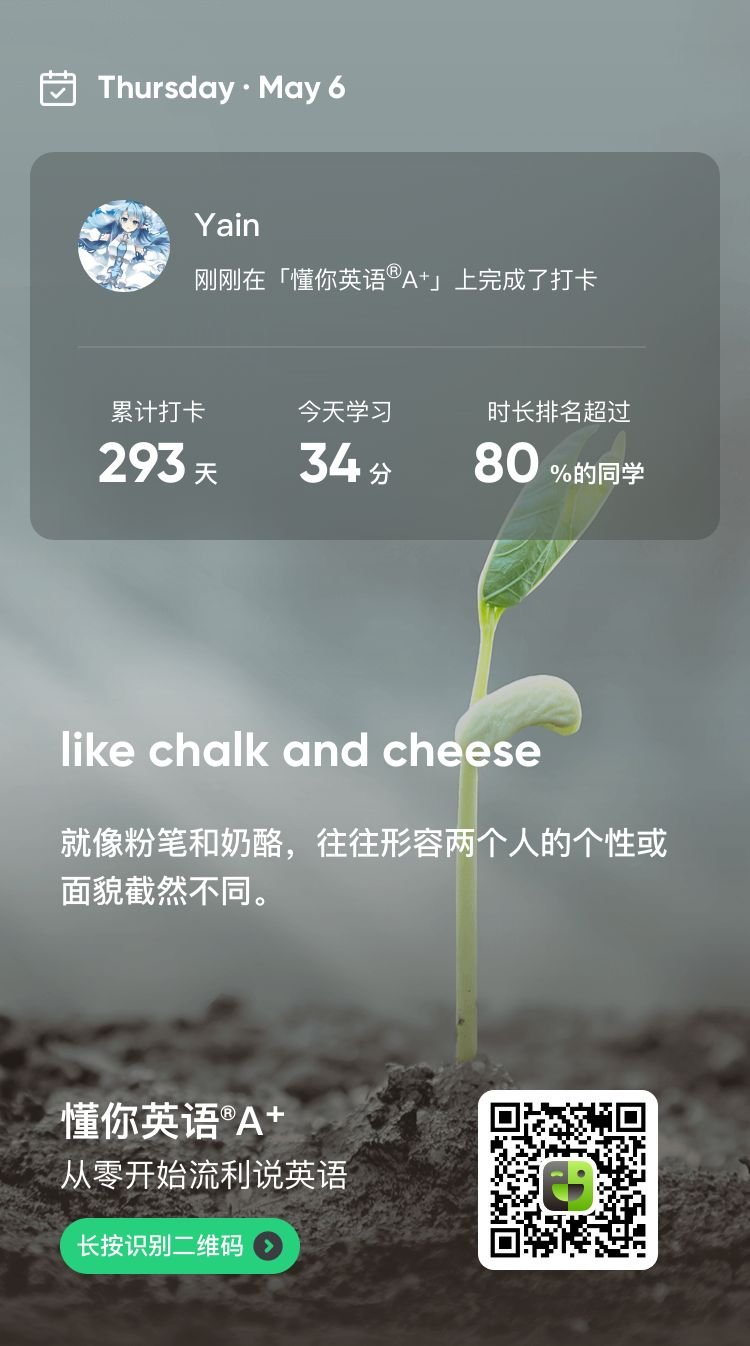 Thursday · May 6
Yain
刚刚在「懂你英语®A⁺」上完成了打卡
累计打卡 今天学习 时长排名超过
293 天 34 分 80 %的同学
like chalk and cheese
就像粉笔和奶酪，往往形容两个人的个性或
面貌截然不同。
懂你英语®A⁺
从零开始流利说英语
长按识别二维码